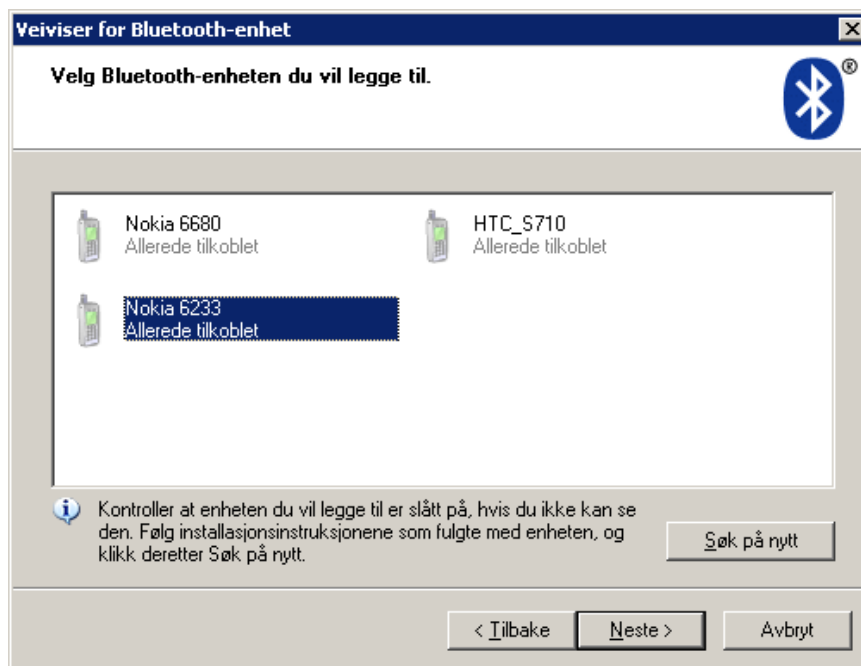 Veiviser for Bluetooth-enhet
Velg Bluetooth-enheten du vil legge til.
®
Nokia 6680
Allerede tilkoblet
HTC_S710
Allerede tilkoblet
Nokia 6233
Allerede tilkoblet
Kontroller at enheten du vil legge til er slått på, hvis du ikke kan se
den. Følg installasjonsinstruksjonene som fulgte med enheten, og
klikk deretter Søk på nytt.
Søk på nytt
< Tilbake
Neste >
Avbryt